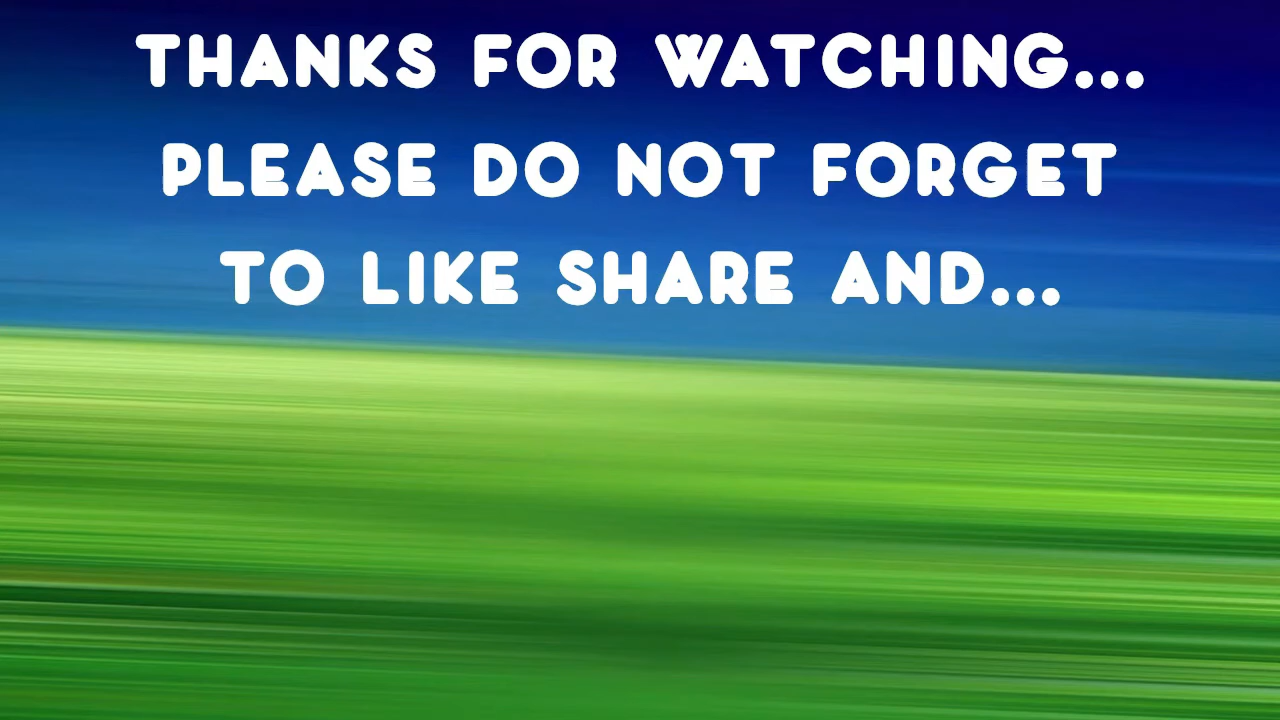 THANKS FOR WATCHING...
PLEASE DO NOT FORGET
TO LIKE SHARE AND...